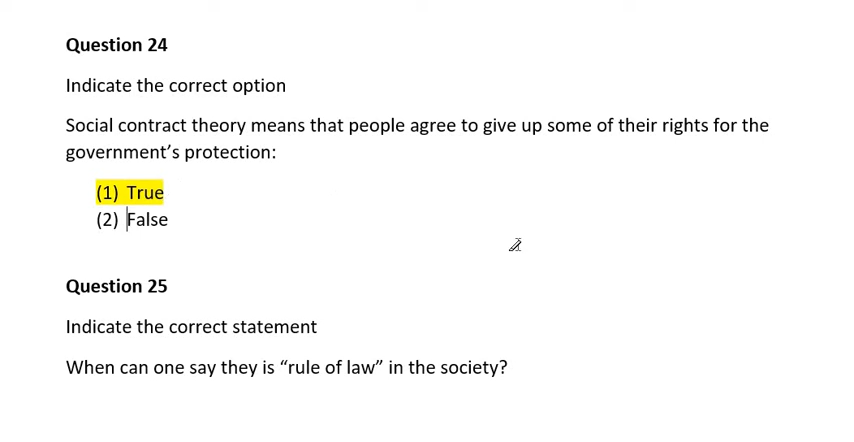 Question 24
Indicate the correct option
Social contract theory means that people agree to give up some of their rights for the
government’s protection:
(1) True
(2) False
Question 25
Indicate the correct statement
When can one say they is “rule of law” in the society?